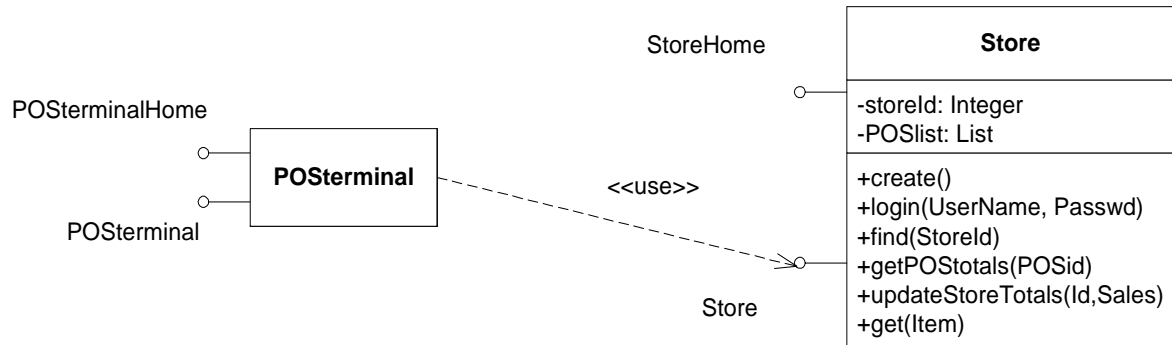 StoreHome
Store
-storeId: Integer
-POSlist: List
+create()
+login(UserName, Passwd)
+find(StoreId)
+getPOStotals(POSid)
+updateStoreTotals(Id,Sales)
+get(Item)
POSterminalHome
POSterminal
POSterminal
<<use>>
Store